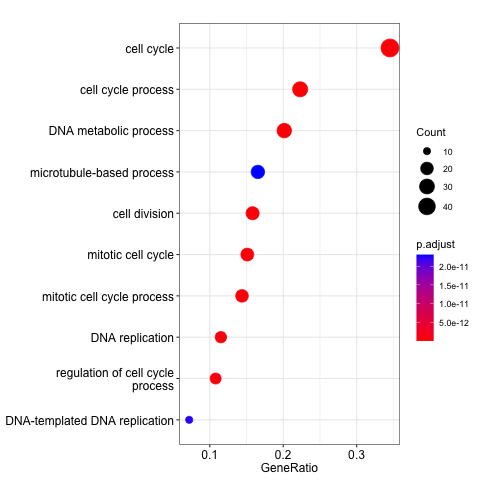 cell cycle
cell cycle process
DNA metabolic process
microtubule-based process
cell division
mitotic cell cycle
mitotic cell cycle process
DNA replication
regulation of cell cycle
process
DNA-templated DNA replication
0.1 0.2 0.3
GeneRatio
Count
10
20
30
40
p.adjust
2.0e-11
1.5e-11
1.0e-11
5.0e-12